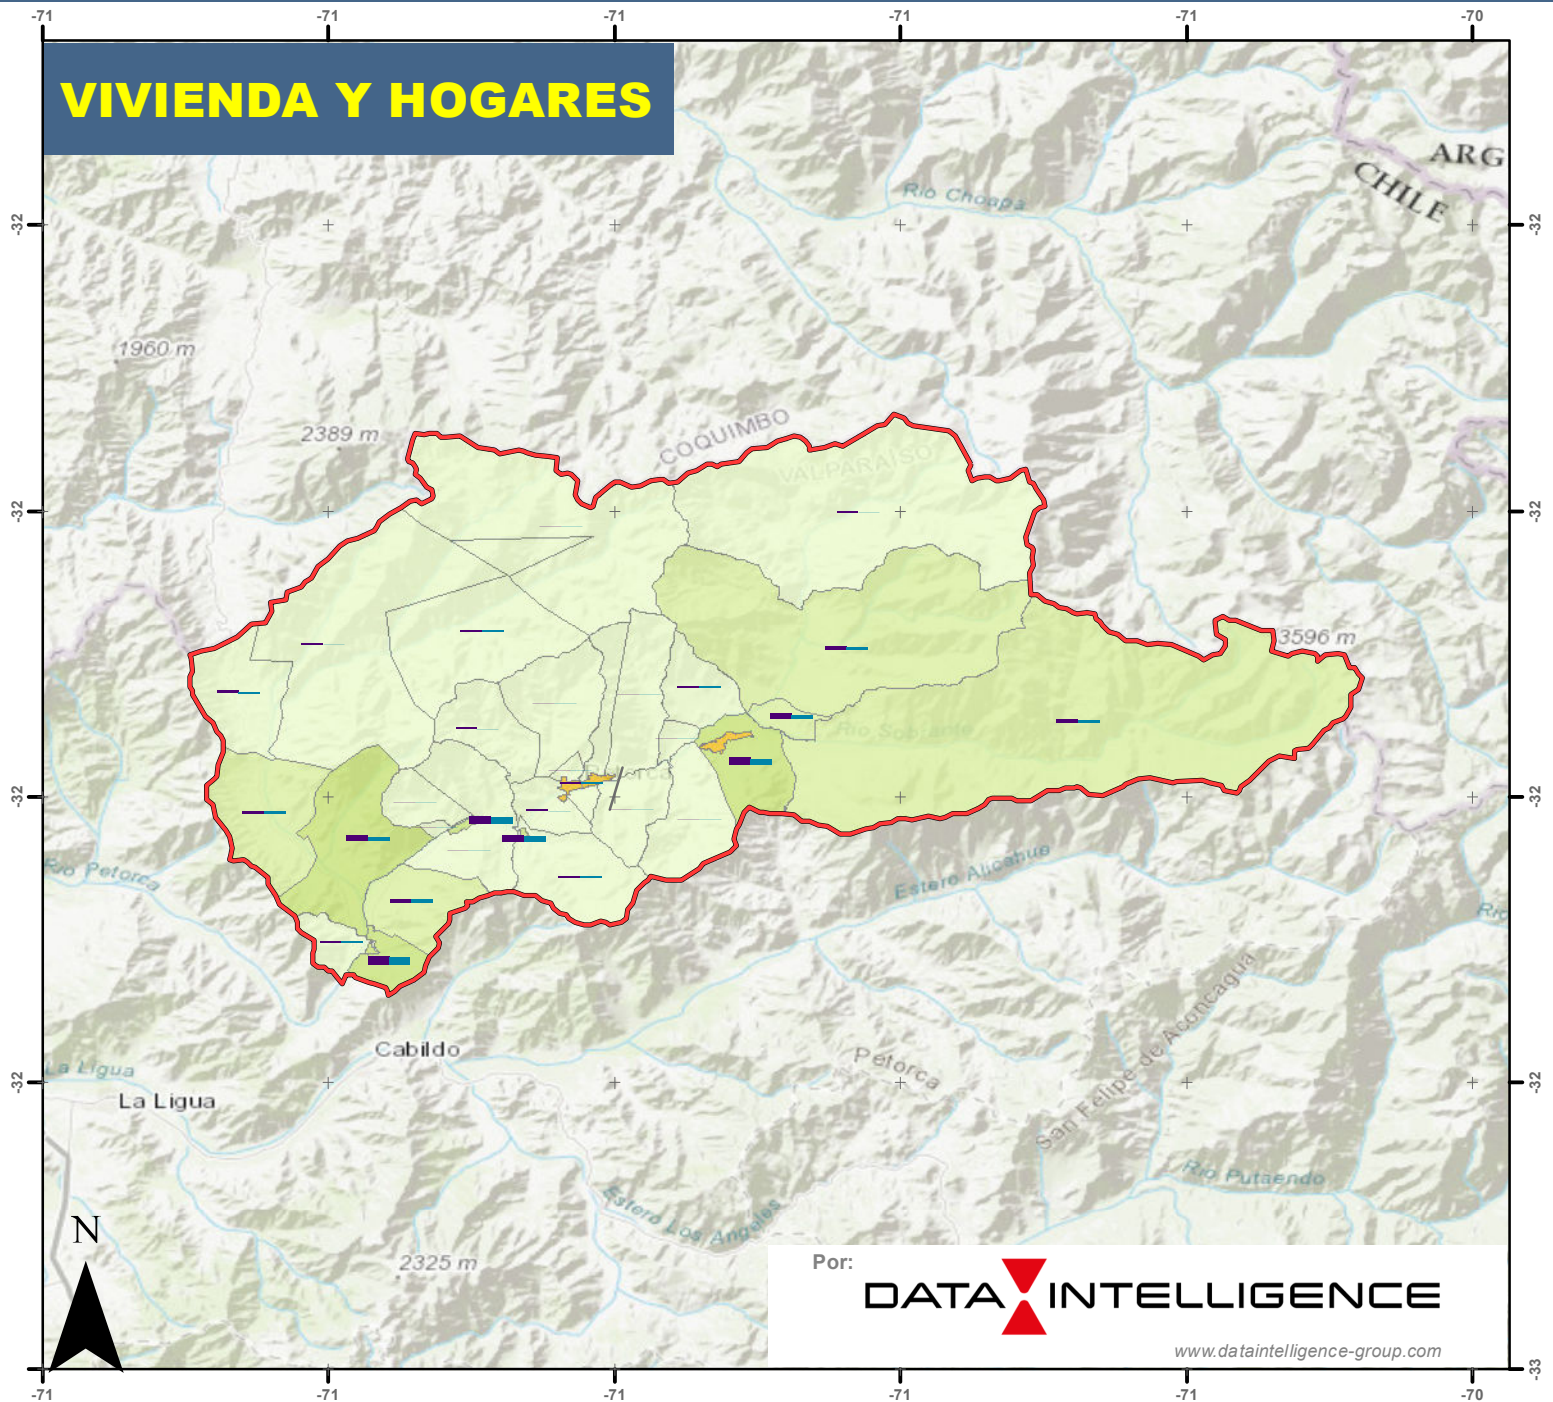 -71
-71
-71
-71
-71
-70
VIVIENDA Y HOGARES
ARG
CHILE
Rio Choapa
-32
-32
1960 m
2389 m
COQUIMBO
VALPARAÍSO
-32
-32
3596 m
Rio Sobrante
Petorca
-32
-32
Rio Petorca
Estero Alicahue
Rio
San Felipe de Aconcagua
Cabildo
Petorca
La Ligua
-32
-32
La Ligua
Rio Putaendo
Estero Los Angeles
N
2325 m
Por:
DATA INTELLIGENCE
www.dataintelligence-group.com
-33
-71
-71
-71
-71
-71
-70